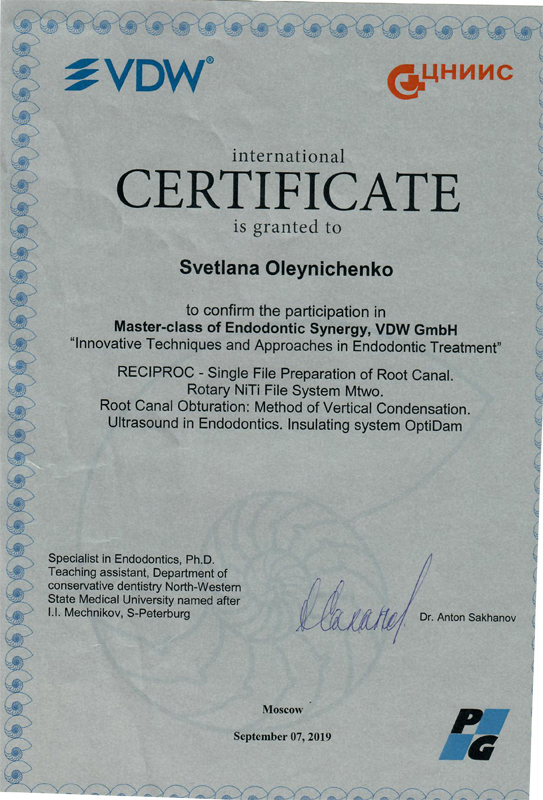 VDW®
ЦНИИС
international
CERTIFICATE
is granted to
Svetlana Oleynichenko
to confirm the participation in
Master-class of Endodontic Synergy, VDW GmbH
“Innovative Techniques and Approaches in Endodontic Treatment”
RECIPROC - Single File Preparation of Root Canal.
Rotary NiTi File System Mtwo.
Root Canal Obturation: Method of Vertical Condensation.
Ultrasound in Endodontics. Insulating system OptiDam
Specialist in Endodontics, Ph.D.
Teaching assistant, Department of
conservative dentistry North-Western
State Medical University named after
I.I. Mechnikov, S-Peterburg
Dr. Anton Sakhanov
Moscow
September 07, 2019
PG